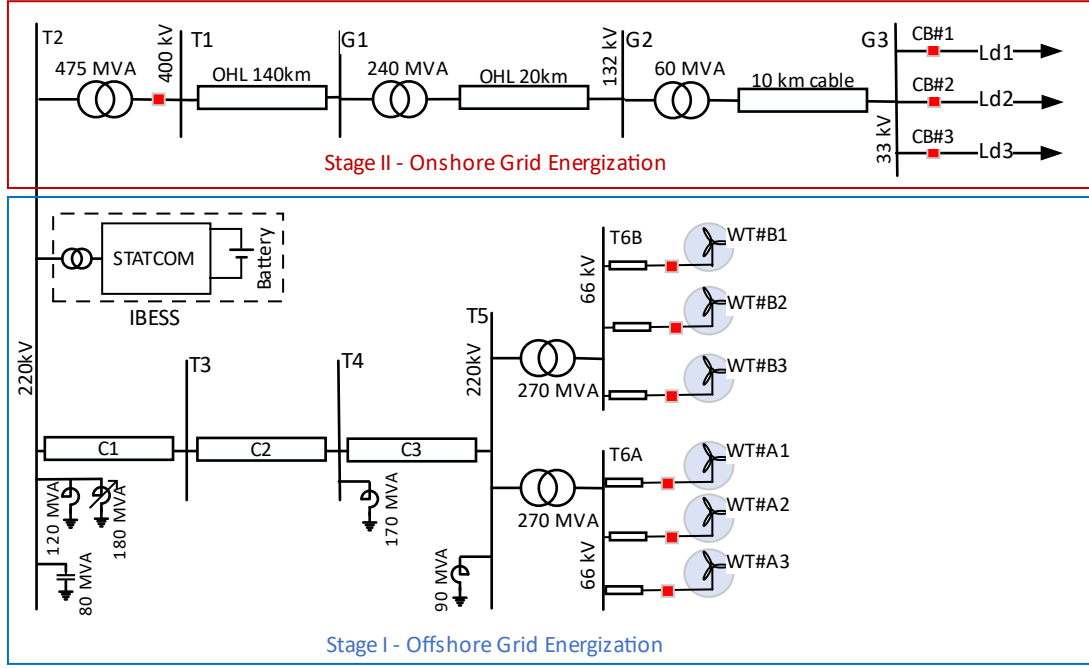 T2
T1
G1
G2
G3
475 MVA
400 kV
OHL 140km
240 MVA
OHL 20km
132 kV
60 MVA
10 km cable
33 kV
CB#1
Ld1
CB#2
Ld2
CB#3
Ld3
Stage II - Onshore Grid Energization
STATCOM
Battery
IBESS
220kV
T3
T4
T5
220kV
C1
C2
C3
120 MVA
180 MVA
80 MVA
170 MVA
90 MVA
270 MVA
270 MVA
T6B
66 kV
WT#B1
WT#B2
WT#B3
T6A
66 kV
WT#A1
WT#A2
WT#A3
Stage I - Offshore Grid Energization